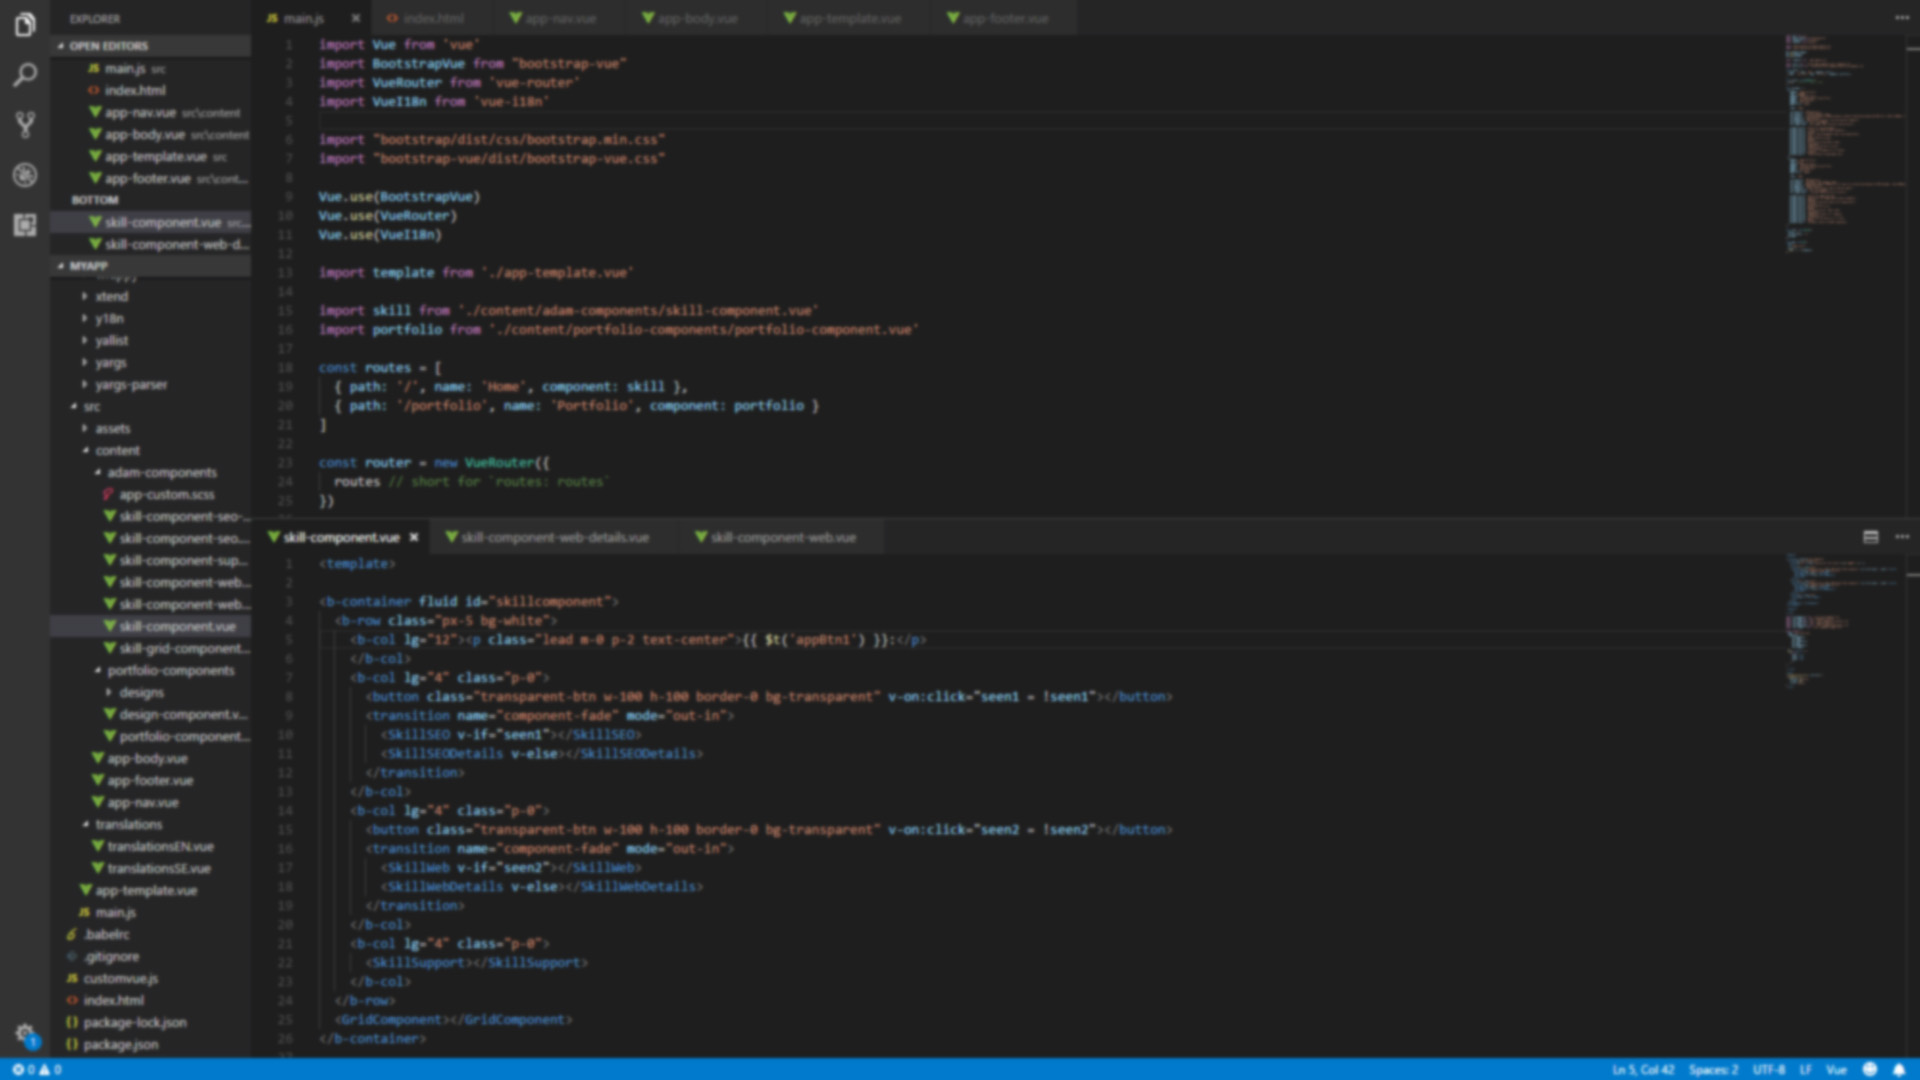 EXPLORER
OPEN EDITORS
JS main.js src
<> index.html
app-nav.vue src\content
app-body.vue src\content
app-template.vue src
app-footer.vue src\cont...
BOTTOM
skill-component.vue src...
skill-component-web-d...
MYAPP
xtend
y18n
yallist
yargs
yargs-parser
src
assets
content
adam-components
app-custom.scss
skill-component-seo-...
skill-component-seo...
skill-component-sup...
skill-component-web...
skill-component-web...
skill-component.vue
skill-grid-component...
portfolio-components
designs
design-component.v...
portfolio-component...
app-body.vue
app-footer.vue
app-nav.vue
translations
translationsEN.vue
translationsSE.vue
app-template.vue
JS main.js
.babelrc
.gitignore
JS customvue.js
<> index.html
{} package-lock.json
{} package.json
JS main.js × <> index.html app-nav.vue app-body.vue app-template.vue app-footer.vue ...
1 import Vue from 'vue'
2 import BootstrapVue from "bootstrap-vue"
3 import VueRouter from 'vue-router'
4 import VueI18n from 'vue-i18n'
5
6 import "bootstrap/dist/css/bootstrap.min.css"
7 import "bootstrap-vue/dist/bootstrap-vue.css"
8
9 Vue.use(BootstrapVue)
10 Vue.use(VueRouter)
11 Vue.use(VueI18n)
12
13 import template from './app-template.vue'
14
15 import skill from './content/adam-components/skill-component.vue'
16 import portfolio from './content/portfolio-components/portfolio-component.vue'
17
18 const routes = [
19 { path: '/', name: 'Home', component: skill },
20 { path: '/portfolio', name: 'Portfolio', component: portfolio }
21 ]
22
23 const router = new VueRouter({
24 routes // short for `routes: routes`
25 })
skill-component.vue × skill-component-web-details.vue skill-component-web.vue ...
1 <template>
2
3 <b-container fluid id="skillcomponent">
4 <b-row class="px-5 bg-white">
5 <b-col lg="12"><p class="lead m-0 p-2 text-center">{{ $t('appBtn1') }}:</p>
6 </b-col>
7 <b-col lg="4" class="p-0">
8 <button class="transparent-btn w-100 h-100 border-0 bg-transparent" v-on:click="seen1 = !seen1"></button>
9 <transition name="component-fade" mode="out-in">
10 <SkillSEO v-if="seen1"></SkillSEO>
11 <SkillSEODetails v-else></SkillSEODetails>
12 </transition>
13 </b-col>
14 <b-col lg="4" class="p-0">
15 <button class="transparent-btn w-100 h-100 border-0 bg-transparent" v-on:click="seen2 = !seen2"></button>
16 <transition name="component-fade" mode="out-in">
17 <SkillWeb v-if="seen2"></SkillWeb>
18 <SkillWebDetails v-else></SkillWebDetails>
19 </transition>
20 </b-col>
21 <b-col lg="4" class="p-0">
22 <SkillSupport></SkillSupport>
23 </b-col>
24 </b-row>
25 <GridComponent></GridComponent>
26 </b-container>
1
0 0 Ln 5, Col 42 Spaces: 2 UTF-8 LF Vue